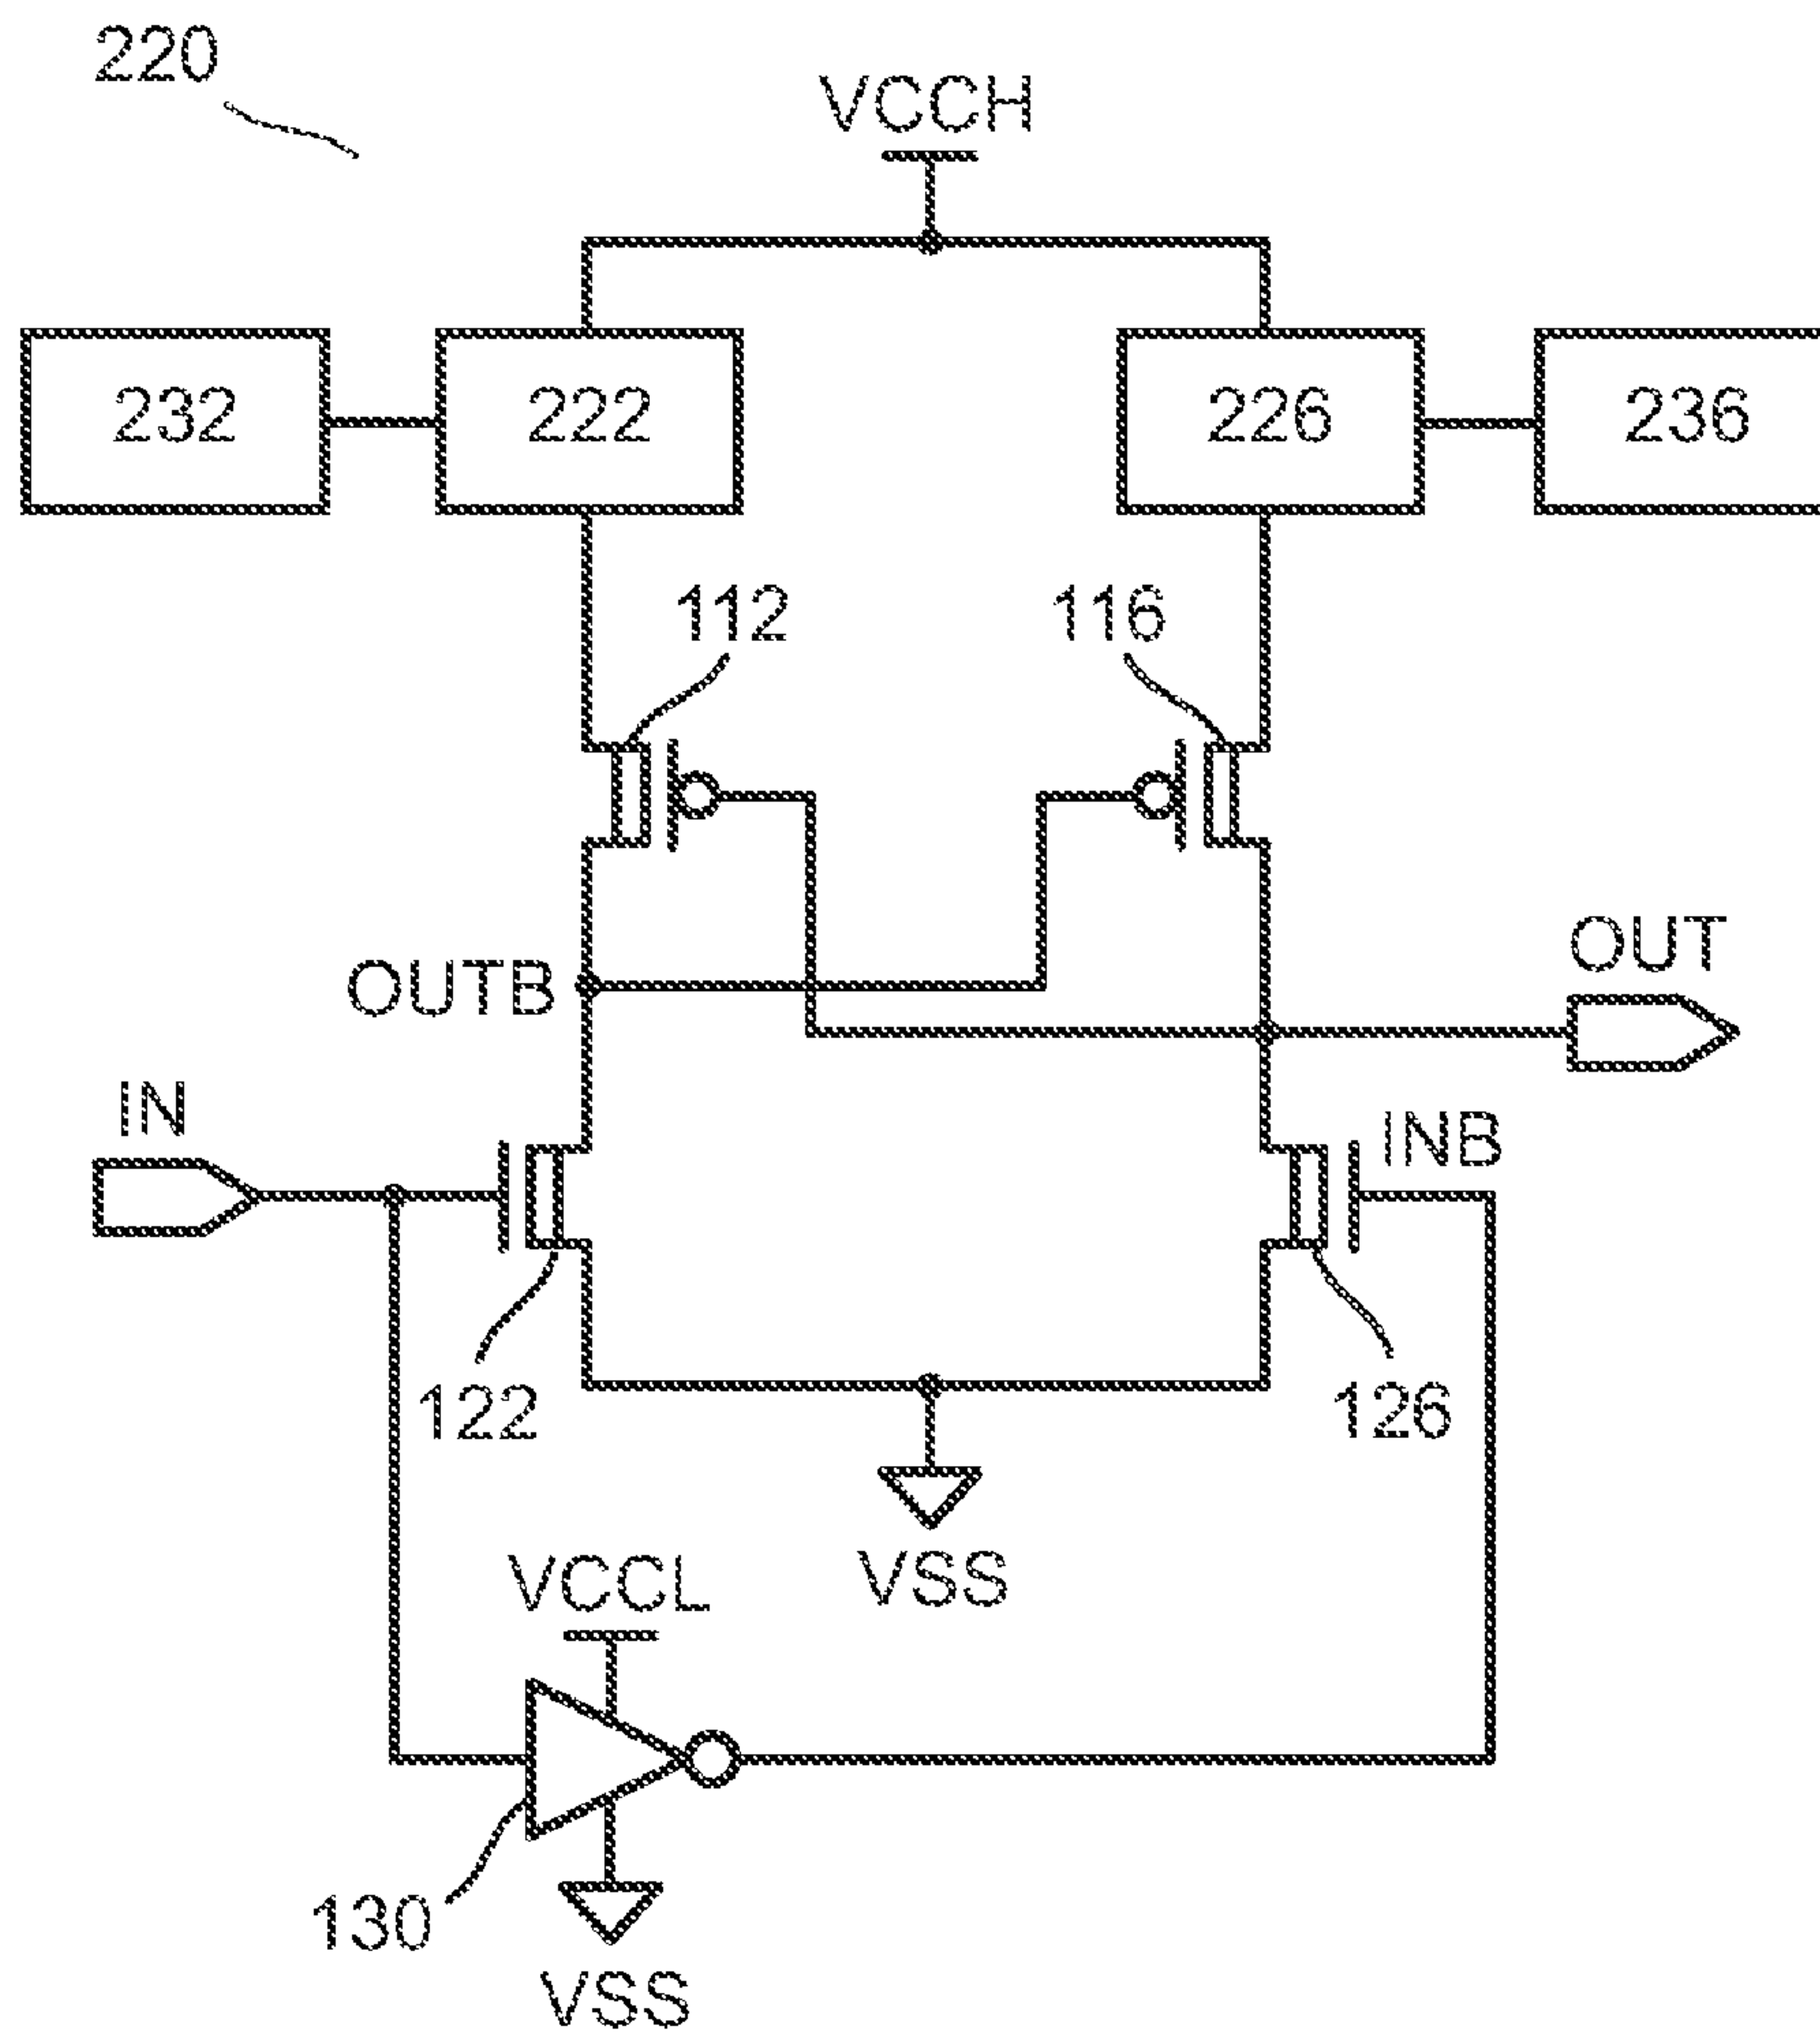 220
VCCH
232
222
226
236
112
116
OUTB
OUT
IN
INB
122
126
VSS
VCCL
130
VSS